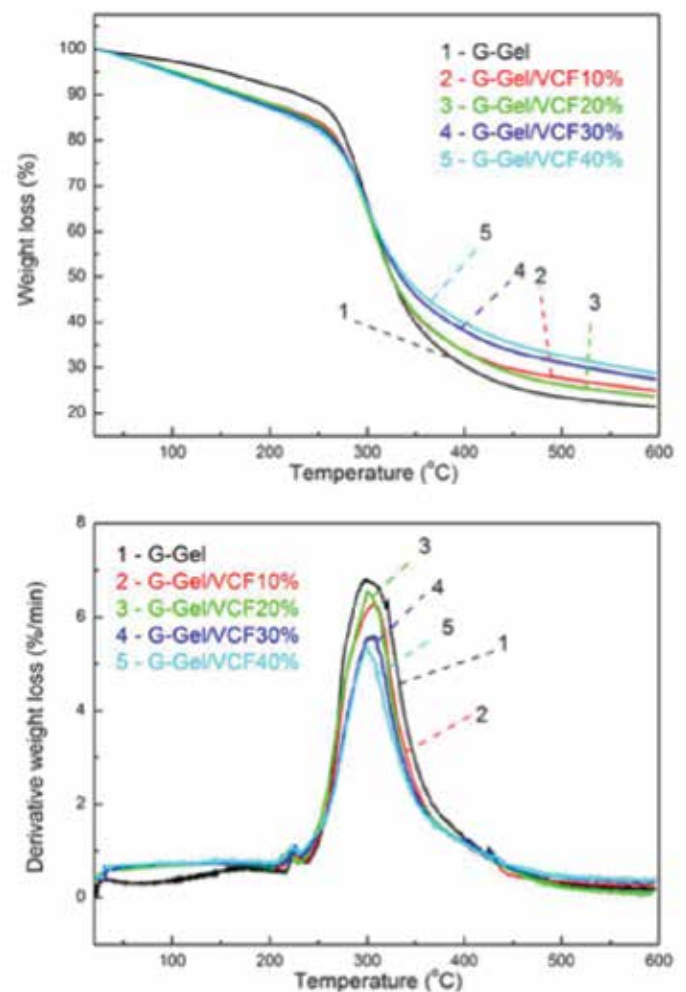 100
90
80
70
60
50
40
30
20
Weight loss (%)
1 - G-Gel
2 - G-Gel/VCF10%
3 - G-Gel/VCF20%
4 - G-Gel/VCF30%
5 - G-Gel/VCF40%
5
4
2
3
1
100
200
300
400
500
600
Temperature (°C)
8
6
4
2
0
Derivative weight loss (%/min)
1 - G-Gel
2 - G-Gel/VCF10%
3 - G-Gel/VCF20%
4 - G-Gel/VCF30%
5 - G-Gel/VCF40%
3
4
5
1
2
100
200
300
400
500
600
Temperature (°C)